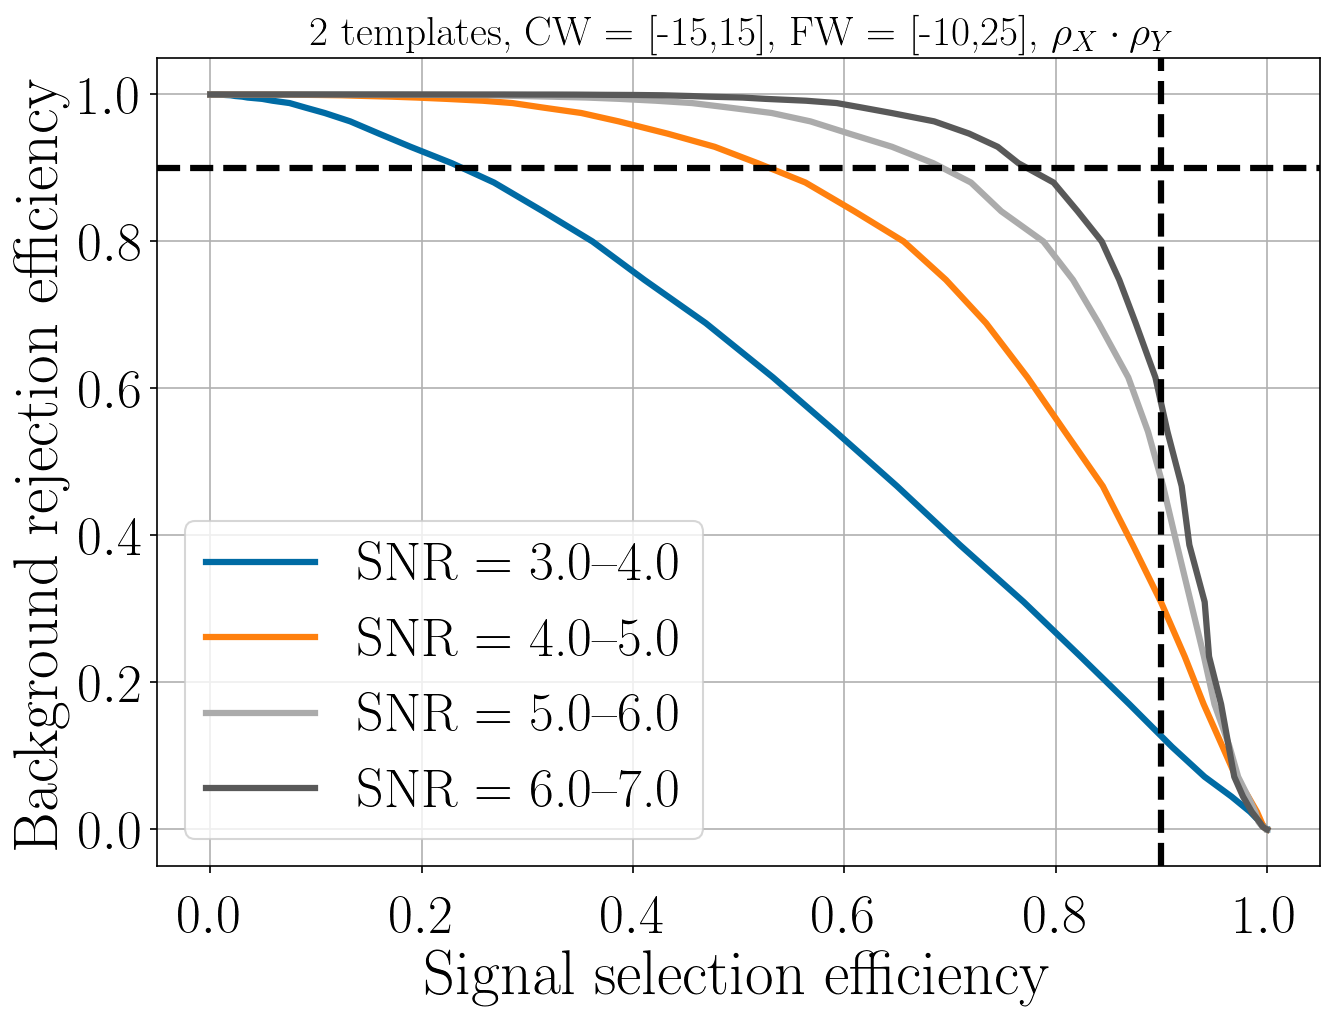 2 templates, CW = [-15,15], FW = [-10,25], ρX · ρY
Background rejection efficiency
1.0
0.8
0.6
0.4
0.2
0.0
SNR = 3.0–4.0
SNR = 4.0–5.0
SNR = 5.0–6.0
SNR = 6.0–7.0
0.0 0.2 0.4 0.6 0.8 1.0
Signal selection efficiency